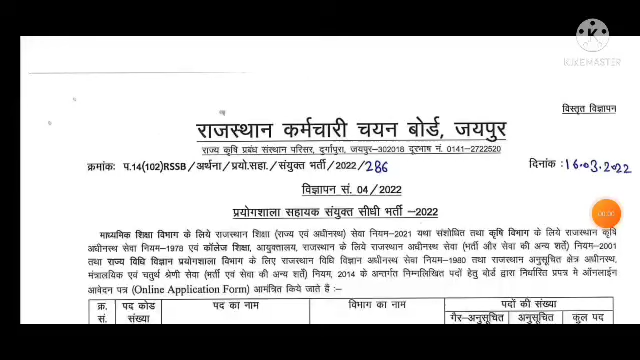 KINEMASTER
विस्तृत विज्ञापन
राजस्थान कर्मचारी चयन बोर्ड, जयपुर
राज्य कृषि प्रबंध संस्थान परिसर, दुर्गापुरा, जयपुर–302018 दूरभाष नं. 0141–2722520
क्रमांकः प.14(102)RSSB/अर्थना/प्रयो.सहा./संयुक्त भर्ती/2022/286 दिनांकः 16.03.2022
विज्ञापन सं. 04/2022
प्रयोगशाला सहायक संयुक्त सीधी भर्ती –2022
00:00
माध्यमिक शिक्षा विभाग के लिये राजस्थान शिक्षा (राज्य एवं अधीनस्थ) सेवा नियम–2021 यथा संशोधित तथा कृषि विभाग के लिये राजस्थान कृषि
अधीनस्थ सेवा नियम–1978 एवं कॉलेज शिक्षा, आयुक्तालय, राजस्थान के लिये राजस्थान शिक्षा सेवा (भर्ती और सेवा की अन्य शर्तें) नियम–2001
तथा राज्य विधि विज्ञान प्रयोगशाला विभाग के लिए राजस्थान विधि विज्ञान अधीनस्थ सेवा नियम–1980 तथा राजस्थान अनुसूचित क्षेत्र अधीनस्थ,
मंत्रालयिक एवं चतुर्थ श्रेणी सेवा (भर्ती एवं सेवा की अन्य शर्तें) नियम, 2014 के अन्तर्गत निम्नलिखित पदों हेतु बोर्ड द्वारा निर्धारित प्रपत्र मे ऑनलाईन
आवेदन पत्र (Online Application Form) आमंत्रित किये जाते है :–
क्र. सं. पद कोड संख्या पद का नाम विभाग का नाम पदों की संख्या
गैर–अनुसूचित अनुसूचित कुल पद